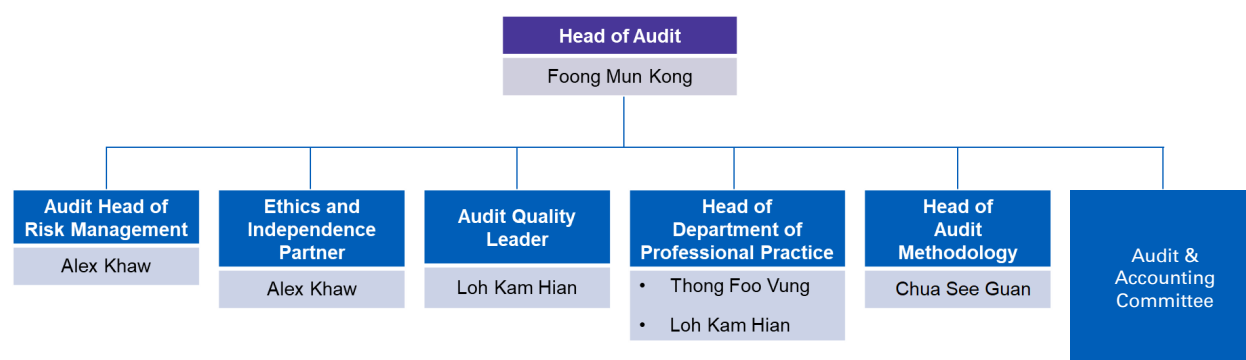 Head of Audit
Foong Mun Kong
Audit Head of
Risk Management
Alex Khaw
Ethics and
Independence
Partner
Alex Khaw
Audit Quality
Leader
Loh Kam Hian
Head of
Department of
Professional Practice
• Thong Foo Vung
• Loh Kam Hian
Head of
Audit
Methodology
Chua See Guan
Audit &
Accounting
Committee